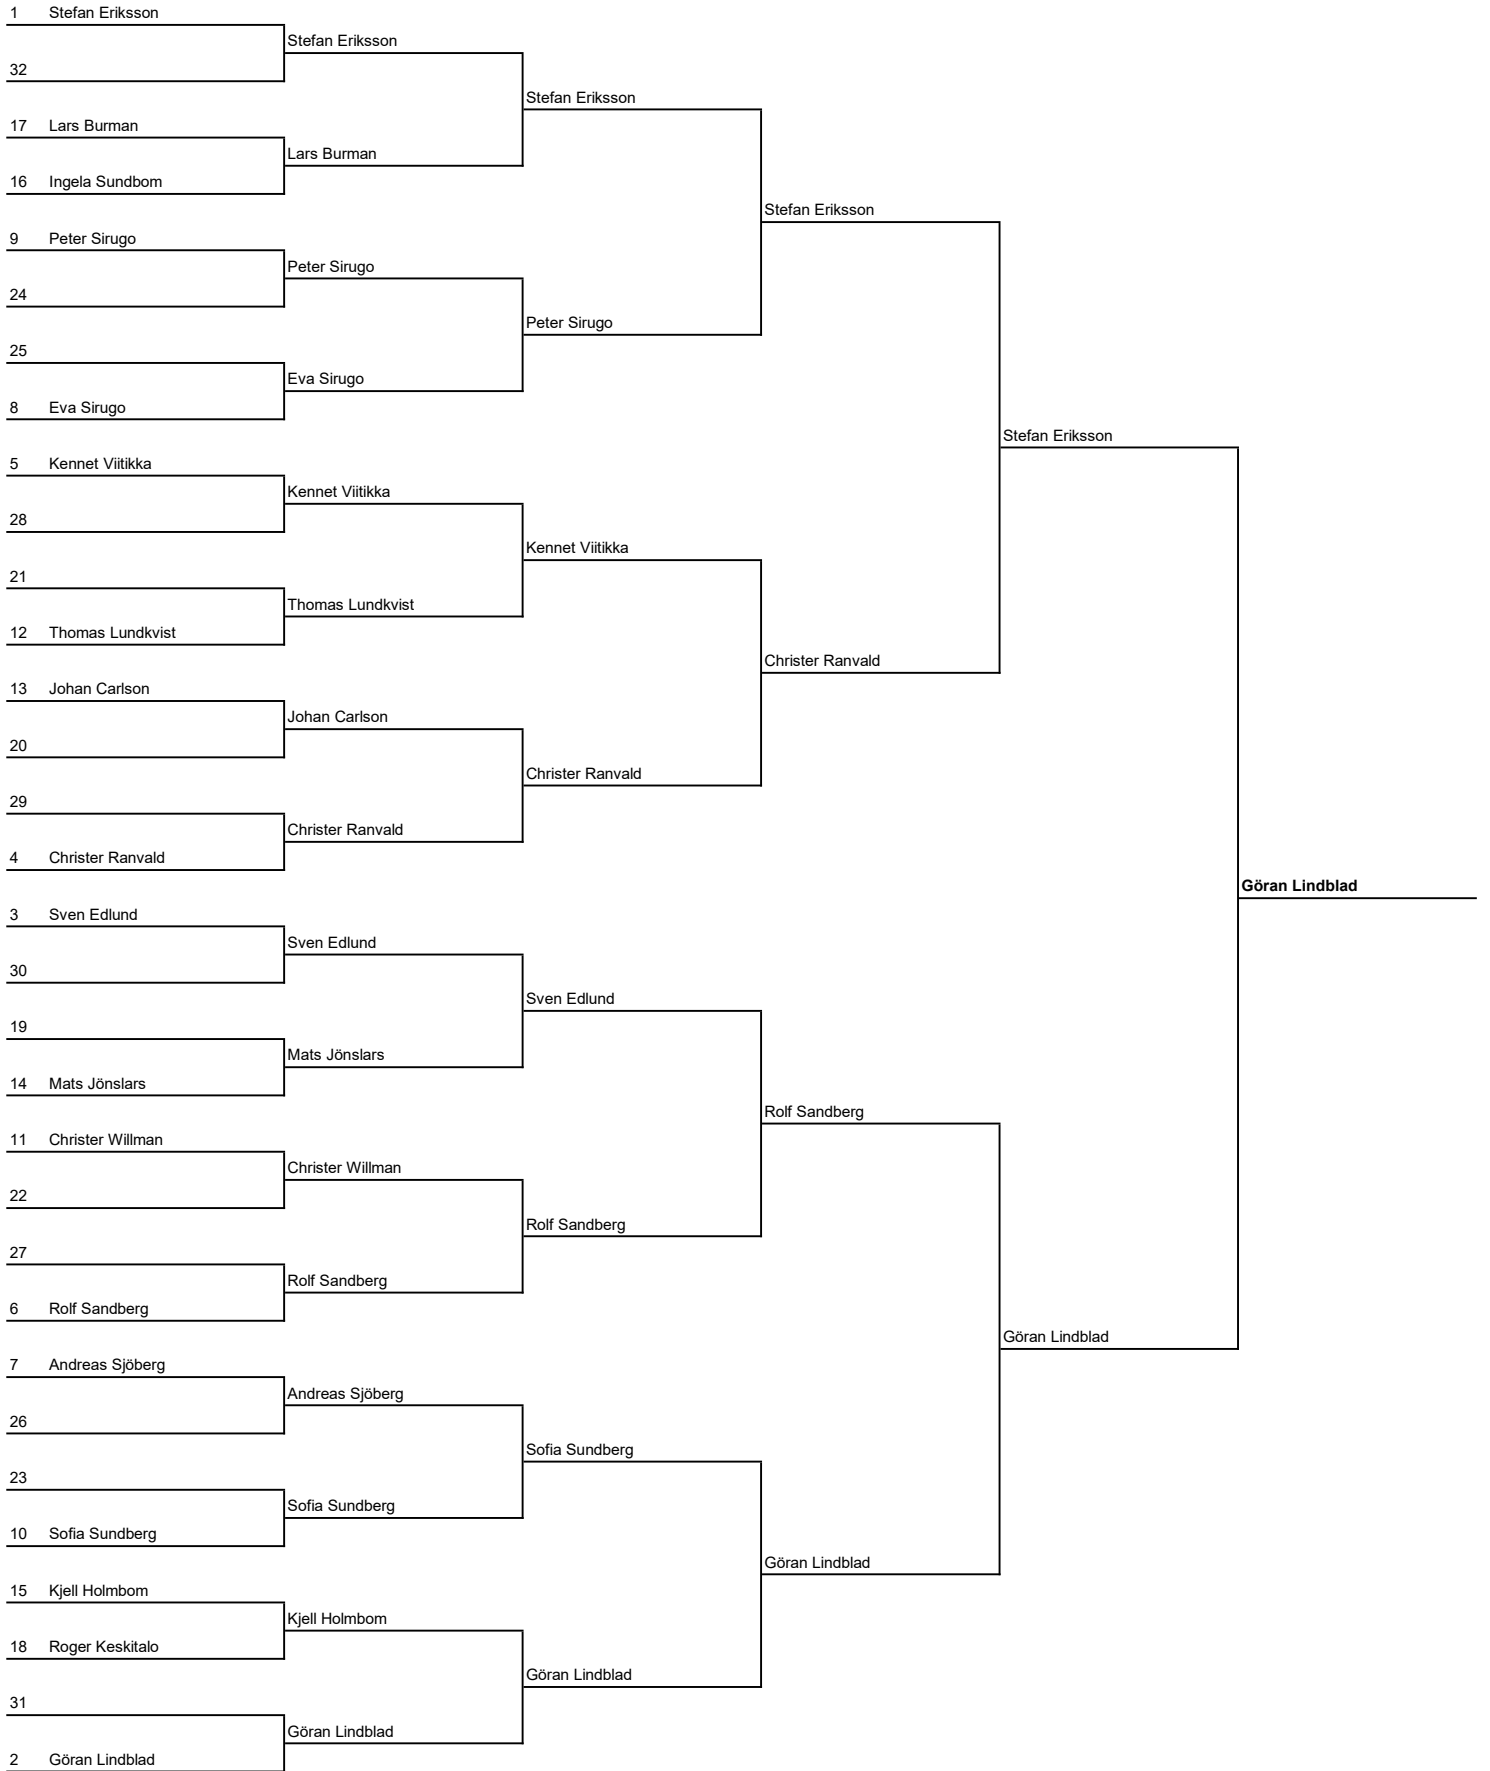 1 Stefan Eriksson
Stefan Eriksson
32
Stefan Eriksson
17 Lars Burman
Lars Burman
16 Ingela Sundbom
Stefan Eriksson
9 Peter Sirugo
Peter Sirugo
24
Peter Sirugo
25
Eva Sirugo
8 Eva Sirugo
Stefan Eriksson
5 Kennet Viitikka
Kennet Viitikka
28
Kennet Viitikka
21
Thomas Lundkvist
12 Thomas Lundkvist
Christer Ranvald
13 Johan Carlson
Johan Carlson
20
Christer Ranvald
29
Christer Ranvald
4 Christer Ranvald
Göran Lindblad
3 Sven Edlund
Sven Edlund
30
Sven Edlund
19
Mats Jönslars
14 Mats Jönslars
Rolf Sandberg
11 Christer Willman
Christer Willman
22
Rolf Sandberg
27
Rolf Sandberg
6 Rolf Sandberg
Göran Lindblad
7 Andreas Sjöberg
Andreas Sjöberg
26
Sofia Sundberg
23
Sofia Sundberg
10 Sofia Sundberg
Göran Lindblad
15 Kjell Holmbom
Kjell Holmbom
18 Roger Keskitalo
Göran Lindblad
31
Göran Lindblad
2 Göran Lindblad